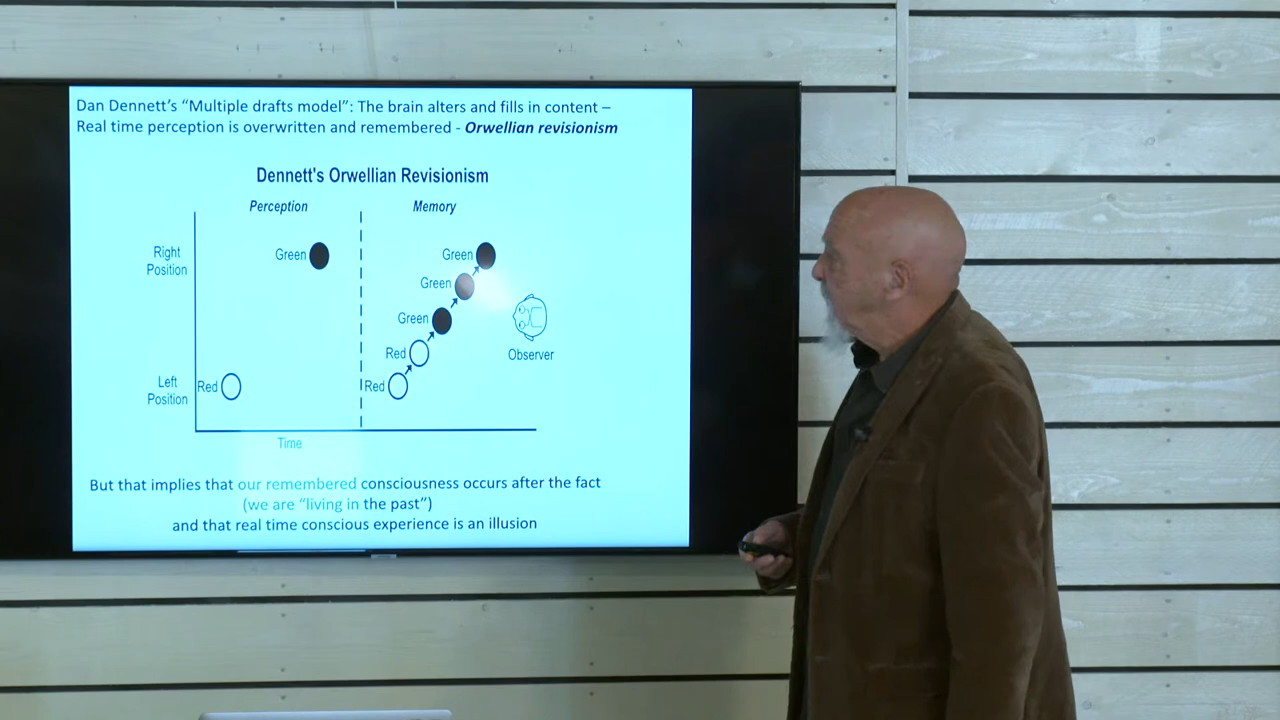 Dan Dennett's “Multiple drafts model”: The brain alters and fills in content –
Real time perception is overwritten and remembered - Orwellian revisionism
Dennett's Orwellian Revisionism
Perception
Memory
Right
Position
Green
Green
Green
Green
Red
Observer
Left
Position
Red
Red
Time
But that implies that our remembered consciousness occurs after the fact
(we are “living in the past”)
and that real time conscious experience is an illusion